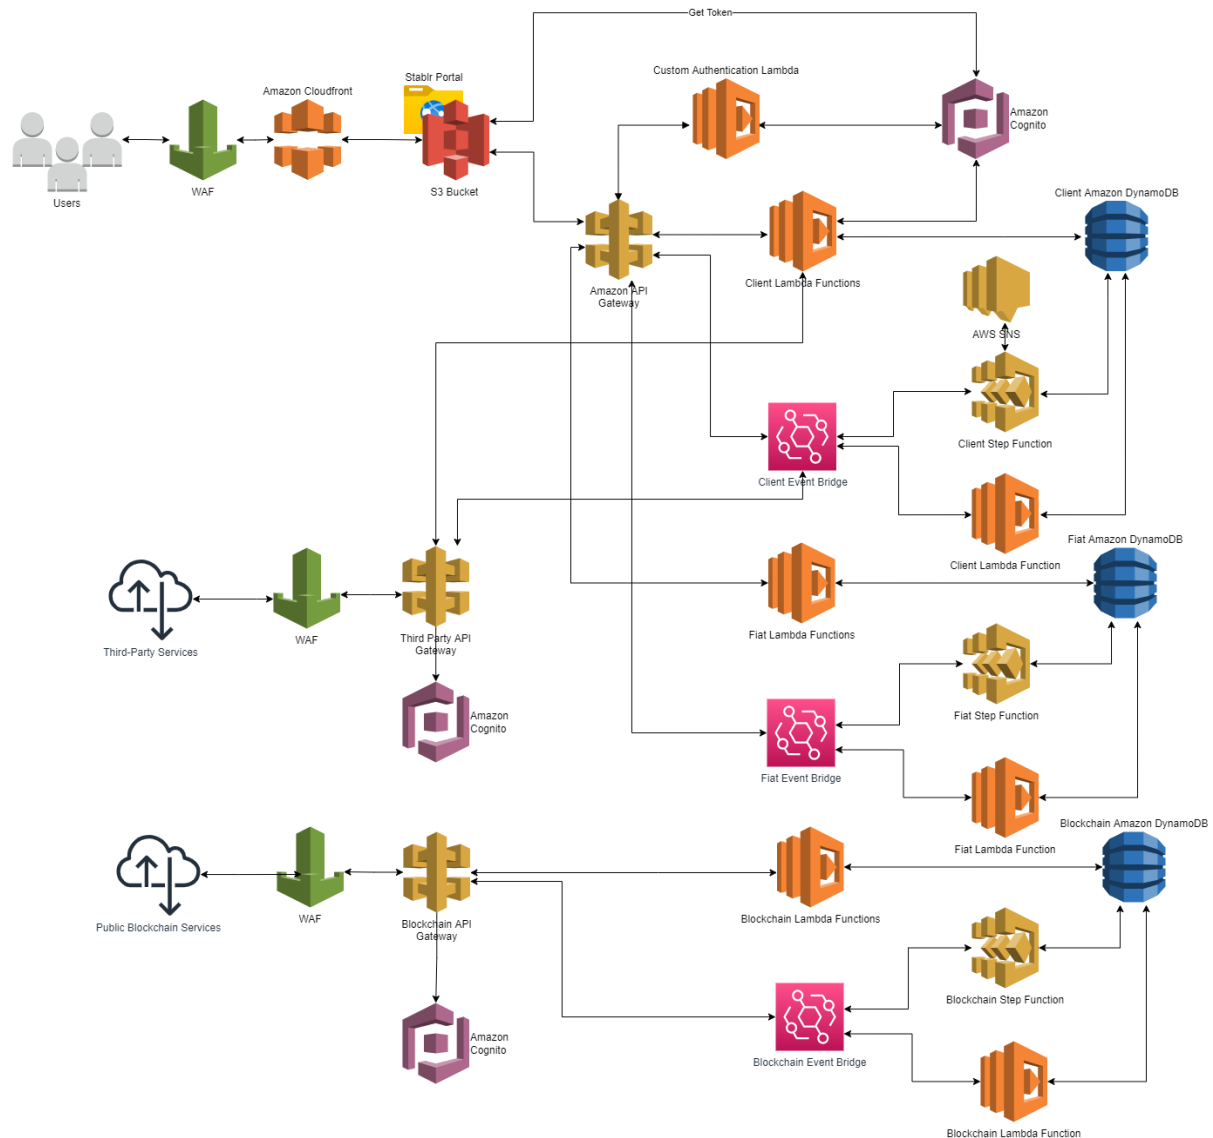 Get Token
Stablr Portal
Custom Authentication Lambda
Amazon Cloudfront
Amazon
Cognito
WAF
S3 Bucket
Users
Client Amazon DynamoDB
Amazon API
Gateway
Client Lambda Functions
AWS SNS
Client Step Function
Client Event Bridge
Fiat Amazon DynamoDB
Client Lambda Function
WAF
Third Party API
Gateway
Fiat Lambda Functions
Third-Party Services
Amazon
Cognito
Fiat Step Function
Fiat Event Bridge
Blockchain Amazon DynamoDB
Fiat Lambda Function
WAF
Blockchain API
Gateway
Blockchain Lambda Functions
Public Blockchain Services
Blockchain Step Function
Amazon
Cognito
Blockchain Event Bridge
Blockchain Lambda Function